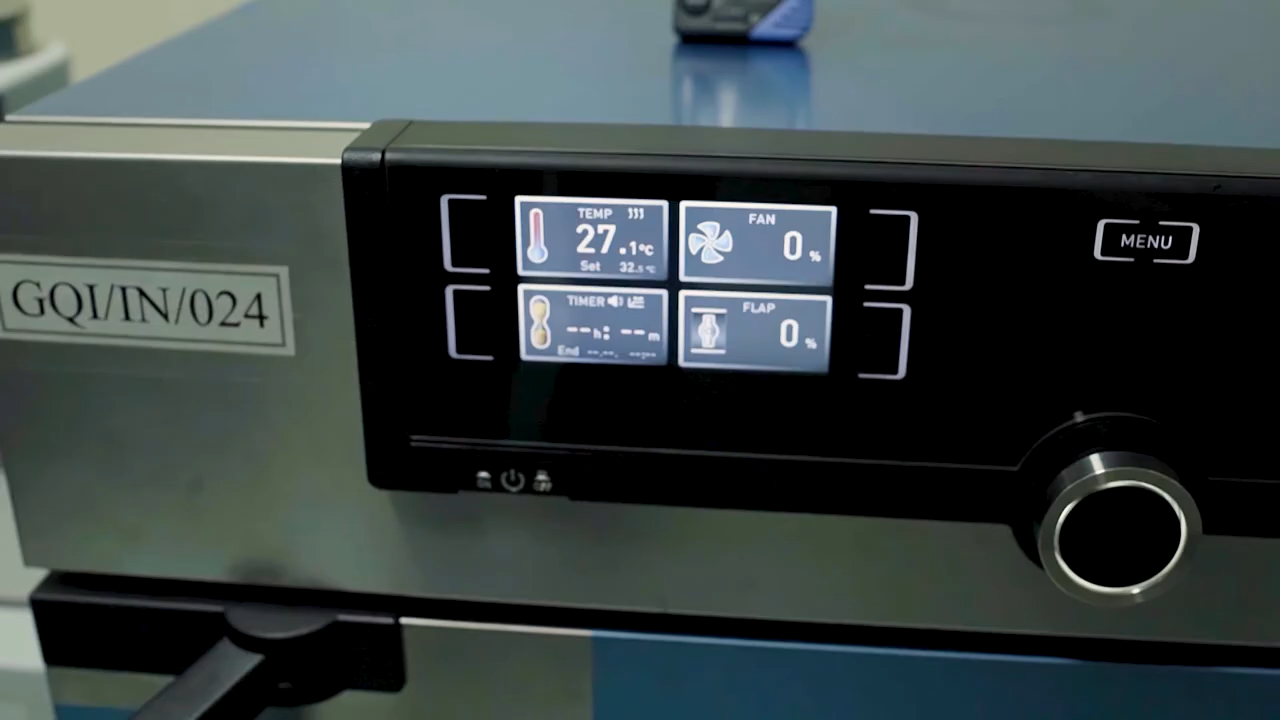 GQI/IN/024
TEMP
27.1°C
Set 32.5 °C
FAN
0 %
TIMER
--h: --m
End --.--. --:--
FLAP
0 %
MENU